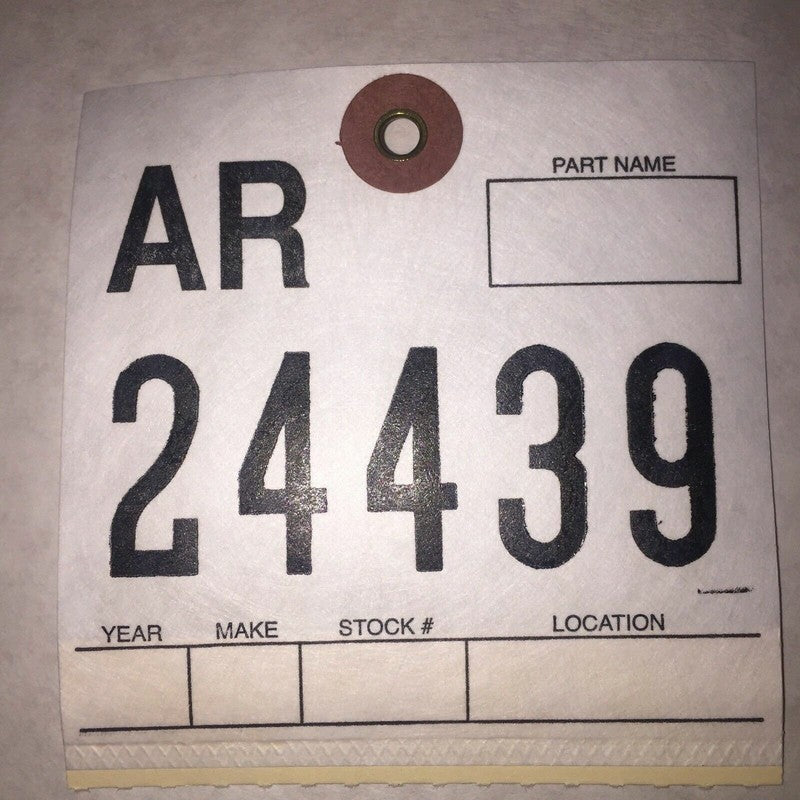 AR
PART NAME
24439
YEAR MAKE STOCK # LOCATION